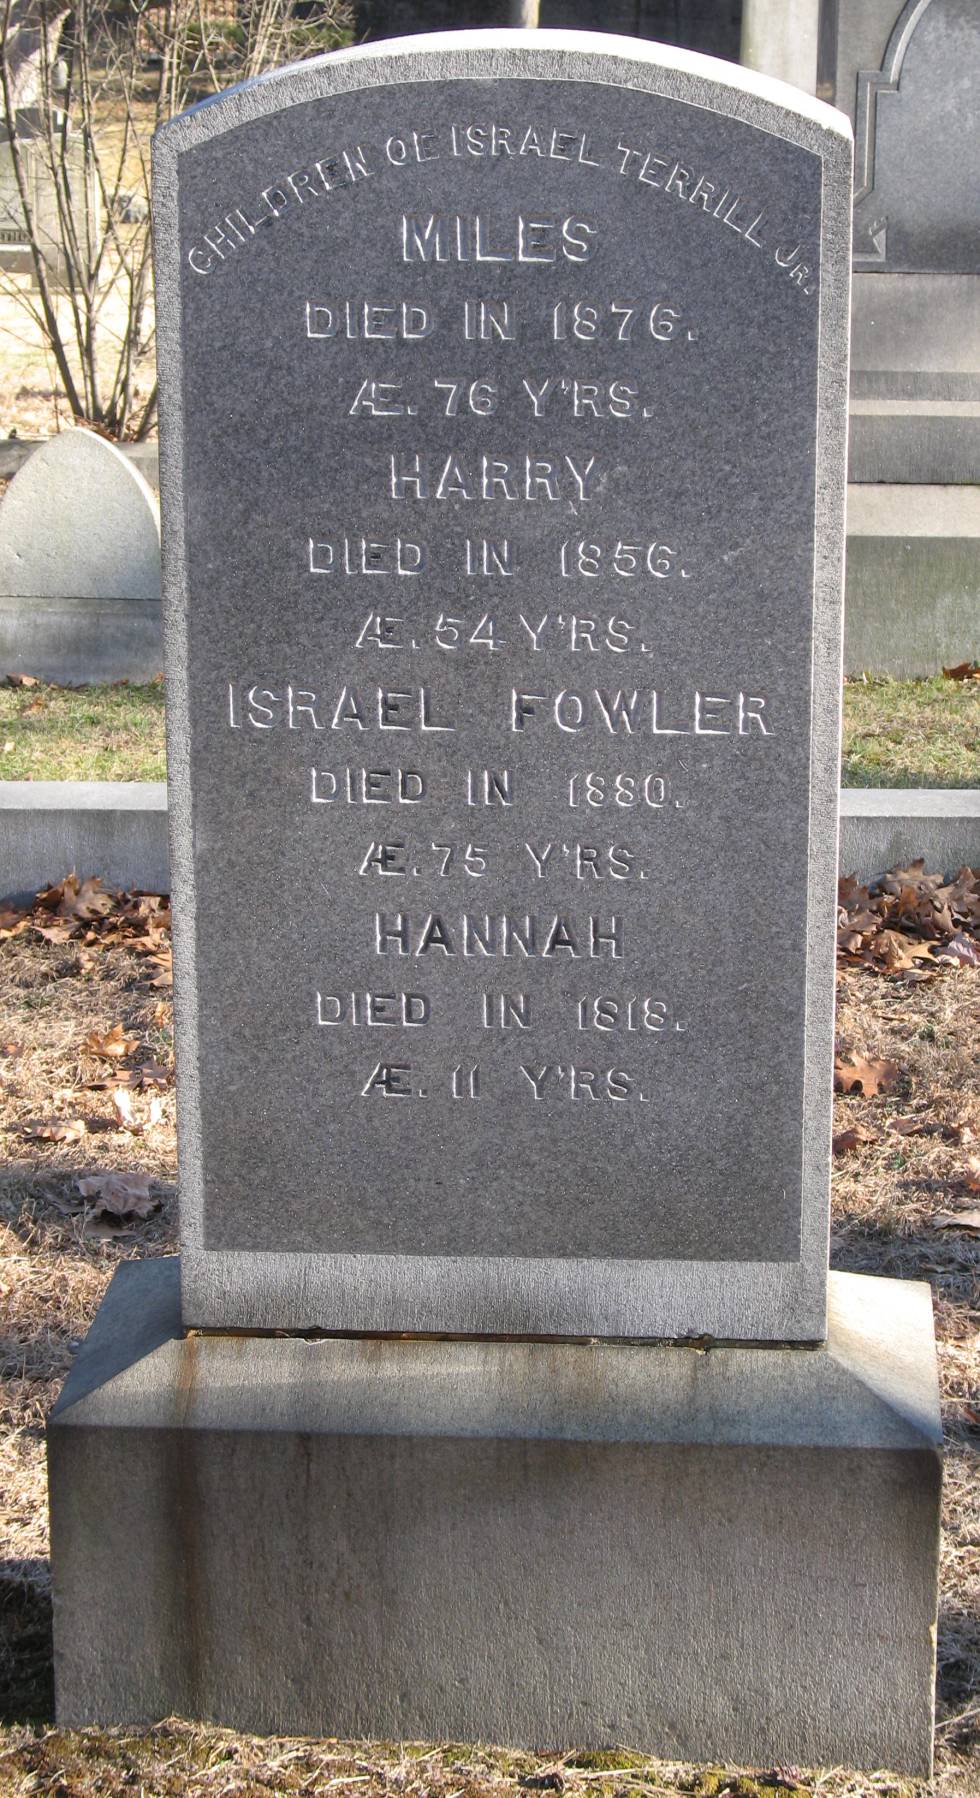 CHILDREN OF ISRAEL TERRILL JR.
MILES
DIED IN 1876.
Æ. 76 Y'RS.
HARRY
DIED IN 1856.
Æ. 54 Y'RS.
ISRAEL FOWLER
DIED IN 1880.
Æ. 75 Y'RS.
HANNAH
DIED IN 1818.
Æ. 11 Y'RS.